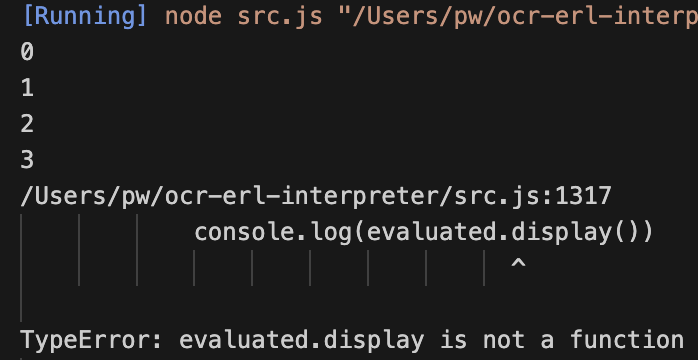 [Running] node src.js "/Users/pw/ocr-erl-interp
0
1
2
3
/Users/pw/ocr-erl-interpreter/src.js:1317
console.log(evaluated.display())
^
TypeError: evaluated.display is not a function